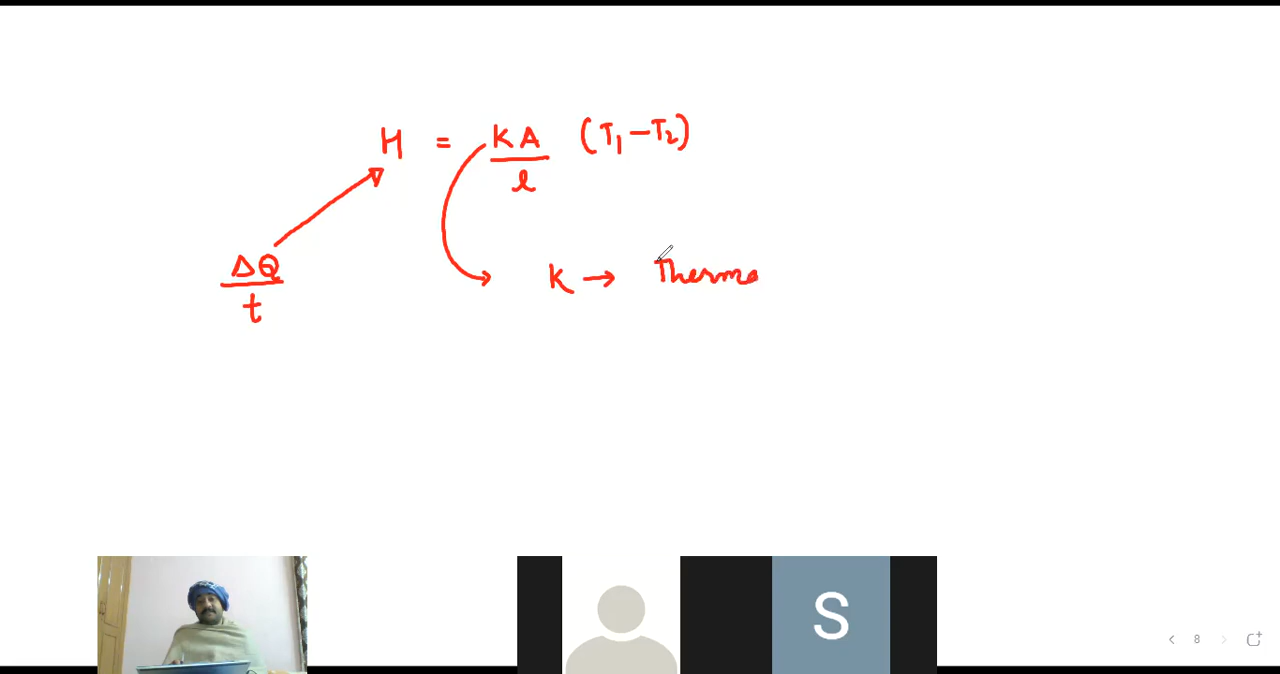 H = KA/l (T₁ – T₂)
ΔQ/t
K → Therma
S
8